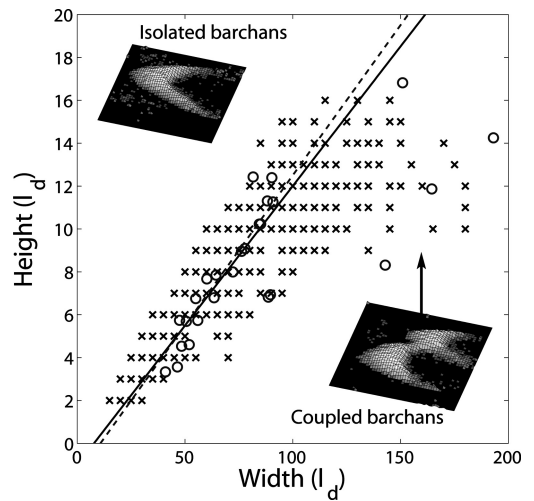 Isolated barchans
20
18
16
14
12
10
8
6
4
2
0
Height (l_d)
Coupled barchans
0 50 100 150 200
Width (l_d)